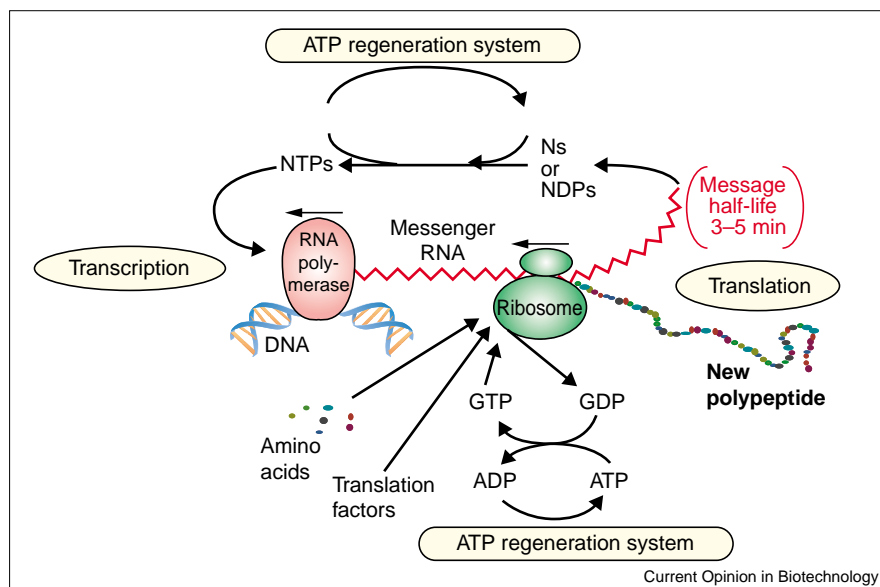 ATP regeneration system
NTPs
Ns
or
NDPs
Message
half-life
3–5 min
Messenger
RNA
RNA
poly-
merase
Transcription
Ribosome
Translation
DNA
New
polypeptide
GTP
GDP
Amino
acids
Translation
factors
ADP
ATP
ATP regeneration system
Current Opinion in Biotechnology